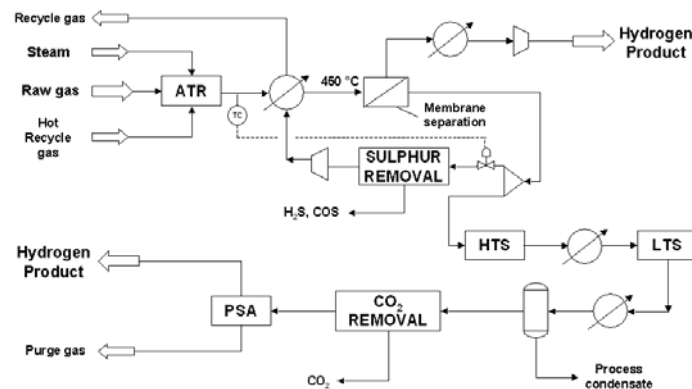 Recycle gas
Steam
Raw gas
Hot
Recycle
gas
ATR
TC
450 °C
Membrane
separation
Hydrogen
Product
SULPHUR
REMOVAL
H₂S, COS
HTS
LTS
Hydrogen
Product
PSA
CO₂
REMOVAL
Purge gas
CO₂
Process
condensate